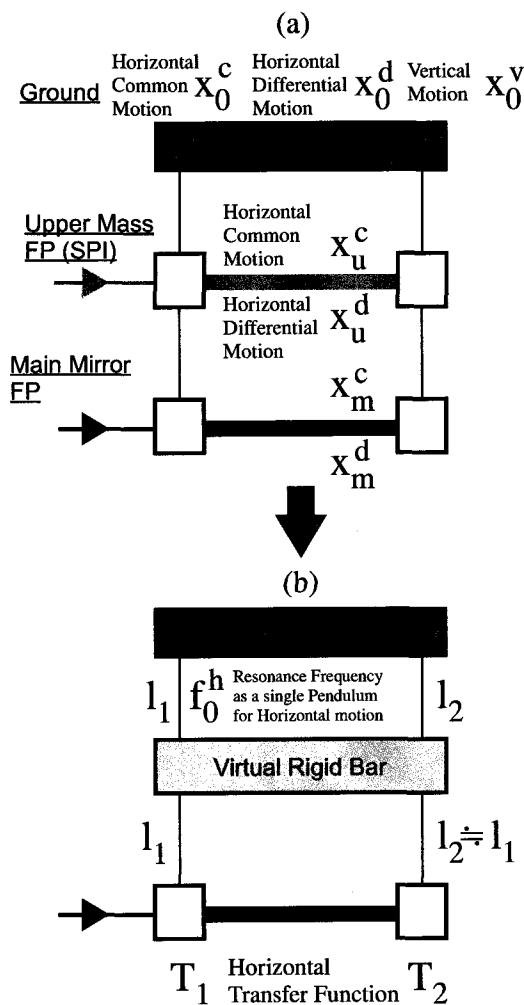 (a)
Horizontal
Common
Motion
X₀ᶜ
Horizontal
Differential
Motion
X₀ᵈ
Vertical
Motion
X₀ᵛ
Ground
Upper Mass
FP (SPI)
Horizontal
Common
Motion
Xᵤᶜ
Horizontal
Differential
Motion
Xᵤᵈ
Main Mirror
FP
Xₘᶜ
Xₘᵈ
(b)
l₁
f₀ʰ
Resonance Frequency
as a single Pendulum
for Horizontal motion
l₂
Virtual Rigid Bar
l₁
l₂≒l₁
T₁
Horizontal
Transfer Function
T₂